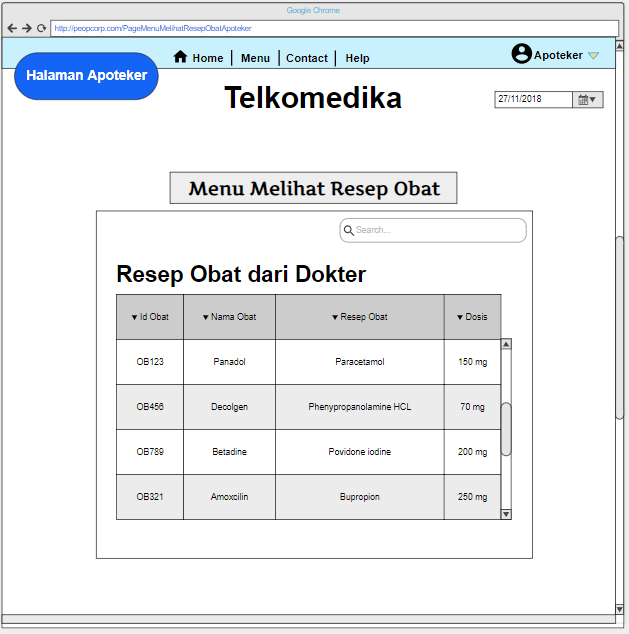 Google Chrome
http://peopcorp.com/PageMenuMelihatResepObatApoteker
Home | Menu | Contact | Help
Apoteker
Halaman Apoteker
Telkomedika
27/11/2018
Menu Melihat Resep Obat
Search...
Resep Obat dari Dokter
Id Obat Nama Obat Resep Obat Dosis
OB123 Panadol Paracetamol 150 mg
OB456 Decolgen Phenypropanolamine HCL 70 mg
OB789 Betadine Povidone iodine 200 mg
OB321 Amoxcilin Bupropion 250 mg